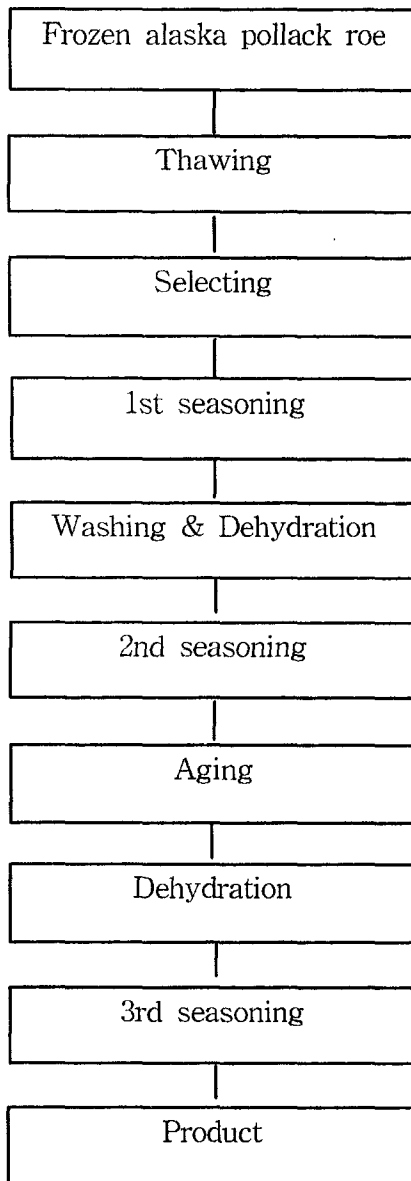 Frozen alaska pollack roe
Thawing
Selecting
1st seasoning
Washing & Dehydration
2nd seasoning
Aging
Dehydration
3rd seasoning
Product